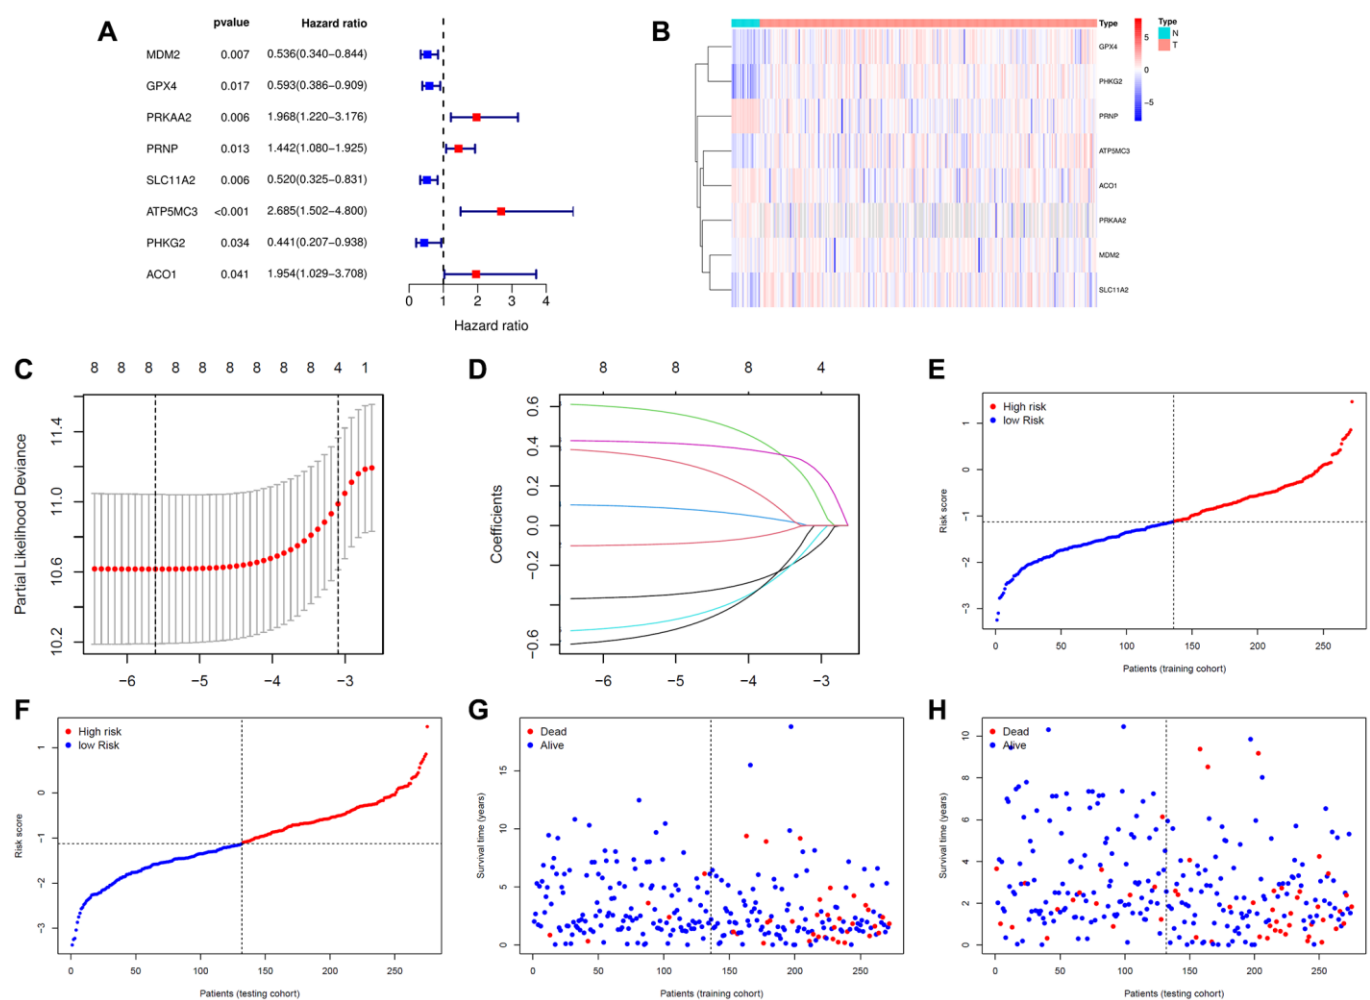 A
pvalue Hazard ratio
MDM2 0.007 0.536(0.340−0.844)
GPX4 0.017 0.593(0.386−0.909)
PRKAA2 0.006 1.968(1.220−3.176)
PRNP 0.013 1.442(1.080−1.925)
SLC11A2 0.006 0.520(0.325−0.831)
ATP5MC3 <0.001 2.685(1.502−4.800)
PHKG2 0.034 0.441(0.207−0.938)
ACO1 0.041 1.954(1.029−3.708)
0 1 2 3 4
Hazard ratio
B
Type
GPX4
PHKG2
PRNP
ATP5MC3
ACO1
PRKAA2
MDM2
SLC11A2
5
0
−5
Type
N
T
C
8 8 8 8 8 8 8 8 8 4 1
Partial Likelihood Deviance
11.4
11.0
10.6
10.2
−6 −5 −4 −3
D
8 8 8 4
Coefficients
0.6
0.4
0.2
0.0
−0.2
−0.4
−0.6
−6 −5 −4 −3
E
High risk
low Risk
Risk score
1
0
−1
−2
−3
0 50 100 150 200 250
Patients (training cohort)
F
High risk
low Risk
Risk score
1
0
−1
−2
−3
0 50 100 150 200 250
Patients (testing cohort)
G
Dead
Alive
Survival time (years)
15
10
5
0
0 50 100 150 200 250
Patients (training cohort)
H
Dead
Alive
Survival time (years)
10
8
6
4
2
0
0 50 100 150 200 250
Patients (testing cohort)